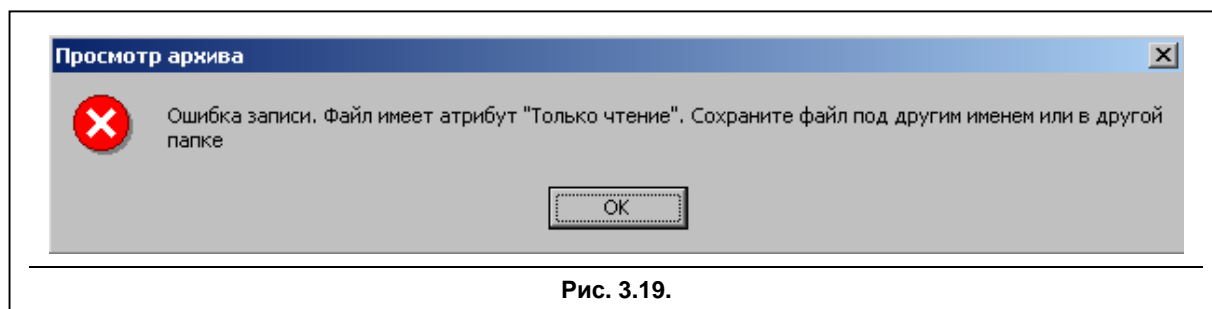 Просмотр архива
Ошибка записи. Файл имеет атрибут "Только чтение". Сохраните файл под другим именем или в другой
папке
OK
Рис. 3.19.